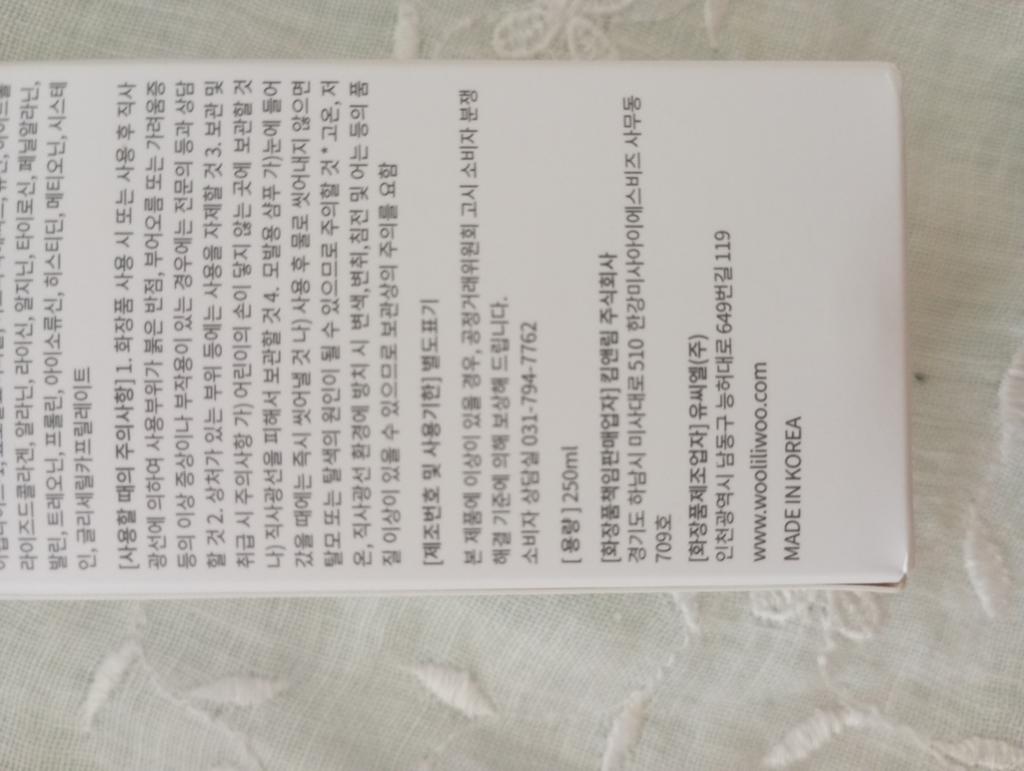 라이즈드콜라겐, 알라닌, 라이신, 알지닌, 타이로신, 페닐알라닌,
발린, 트레오닌, 프롤린, 아이소류신, 히스티딘, 메티오닌, 시스테
인, 글리세릴카프릴레이트
[사용할 때의 주의사항] 1. 화장품 사용 시 또는 사용 후 직사
광선에 의하여 사용부위가 붉은 반점, 부어오름 또는 가려움증
등의 이상 증상이나 부작용이 있는 경우에는 전문의 등과 상담
할 것 2. 상처가 있는 부위 등에는 사용을 자제할 것 3. 보관 및
취급 시 주의사항 가) 어린이의 손이 닿지 않는 곳에 보관할 것
나) 직사광선을 피해서 보관할 것 4. 모발용 샴푸 가)눈에 들어
갔을 때에는 즉시 씻어낼 것 나) 사용 후 물로 씻어내지 않으면
탈모 또는 탈색의 원인이 될 수 있으므로 주의할 것 * 고온, 저
온, 직사광선 환경에 방치 시 변색,변취,침전 및 어는 등의 품
질 이상이 있을 수 있으므로 보관상의 주의를 요함
[제조번호 및 사용기한] 별도표기
본 제품에 이상이 있을 경우, 공정거래위원회 고시 소비자 분쟁
해결 기준에 의해 보상해 드립니다.
소비자 상담실 031-794-7762
[ 용량 ] 250ml
[화장품책임판매업자] 킴앤림 주식회사
경기도 하남시 미사대로 510 한강미사아이에스비즈 사무동
709호
[화장품제조업자] 유씨엘(주)
인천광역시 남동구 능허대로 649번길 119
www.wooliliwoo.com
MADE IN KOREA